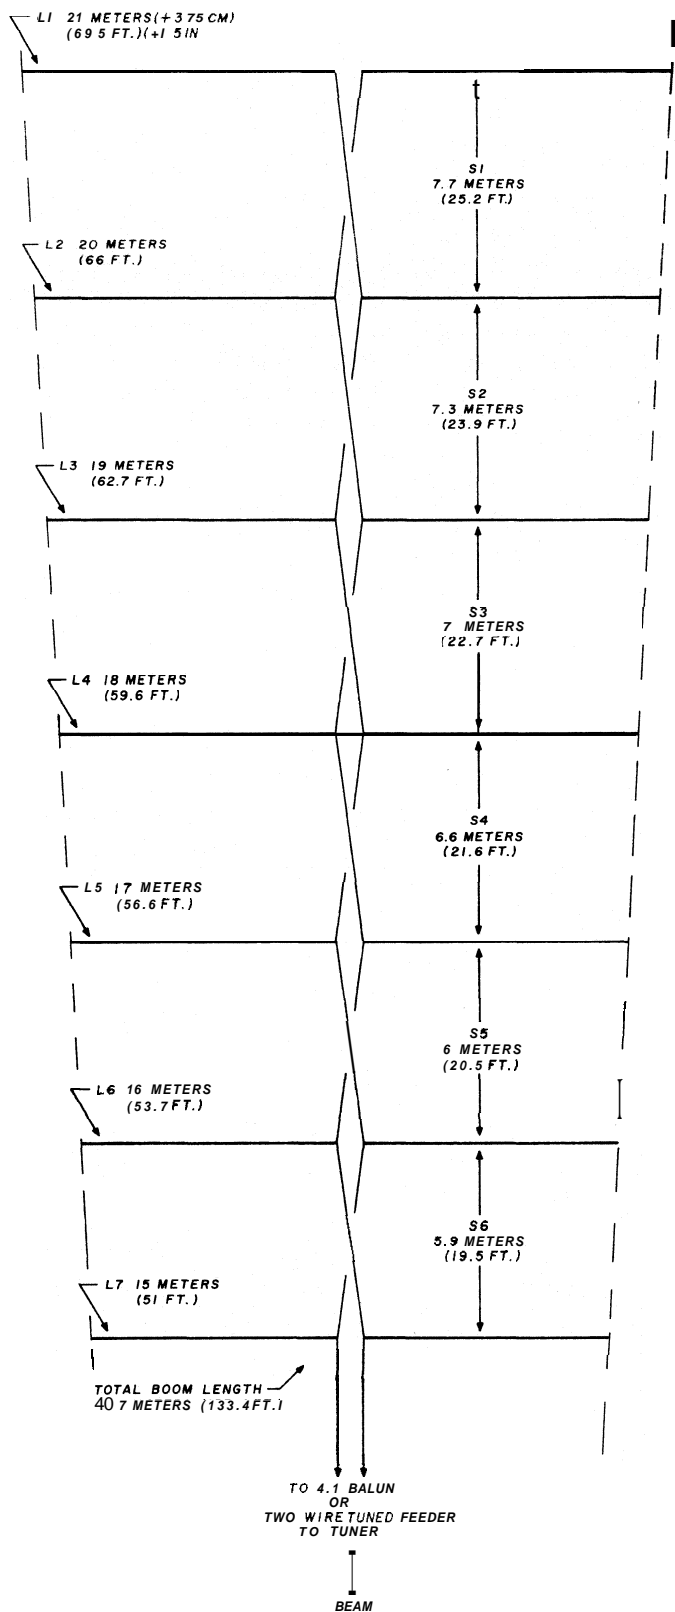 L1 21 METERS (+3 75 CM)
(69 5 FT.)(+1 5 IN
t
S1
7.7 METERS
(25.2 FT.)
L2 20 METERS
(66 FT.)
S2
7.3 METERS
(23.9 FT.)
L3 19 METERS
(62.7 FT.)
S3
7 METERS
(22.7 FT.)
L4 18 METERS
(59.6 FT.)
S4
6.6 METERS
(21.6 FT.)
L5 17 METERS
(56.6 FT.)
S5
6 METERS
(20.5 FT.)
L6 16 METERS
(53.7 FT.)
S6
5.9 METERS
(19.5 FT.)
L7 15 METERS
(51 FT.)
TOTAL BOOM LENGTH
40 7 METERS (133.4 FT.)
TO 4.1 BALUN
OR
TWO WIRE TUNED FEEDER
TO TUNER
BEAM